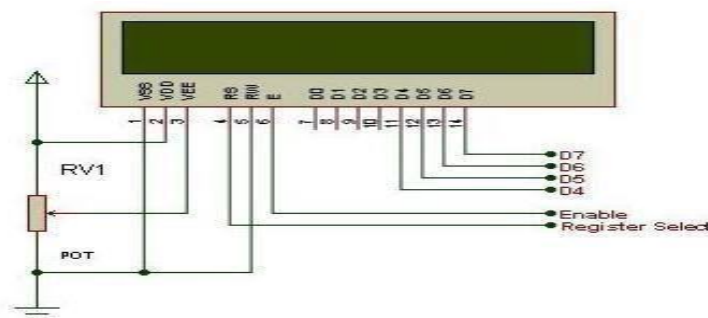 VSS VDD VEE RS RW E D0 D1 D2 D3 D4 D5 D6 D7
1 2 3 4 5 6 7 8 9 10 11 12 13 14
D7
D6
D5
D4
RV1
Enable
Register Select
POT